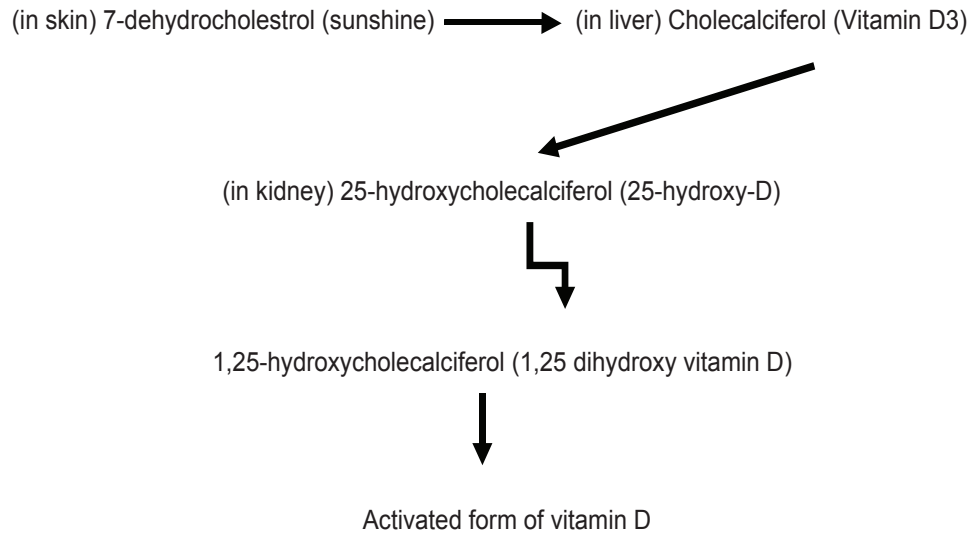 (in skin) 7-dehydrocholestrol (sunshine)
(in liver) Cholecalciferol (Vitamin D3)
(in kidney) 25-hydroxycholecalciferol (25-hydroxy-D)
1,25-hydroxycholecalciferol (1,25 dihydroxy vitamin D)
Activated form of vitamin D